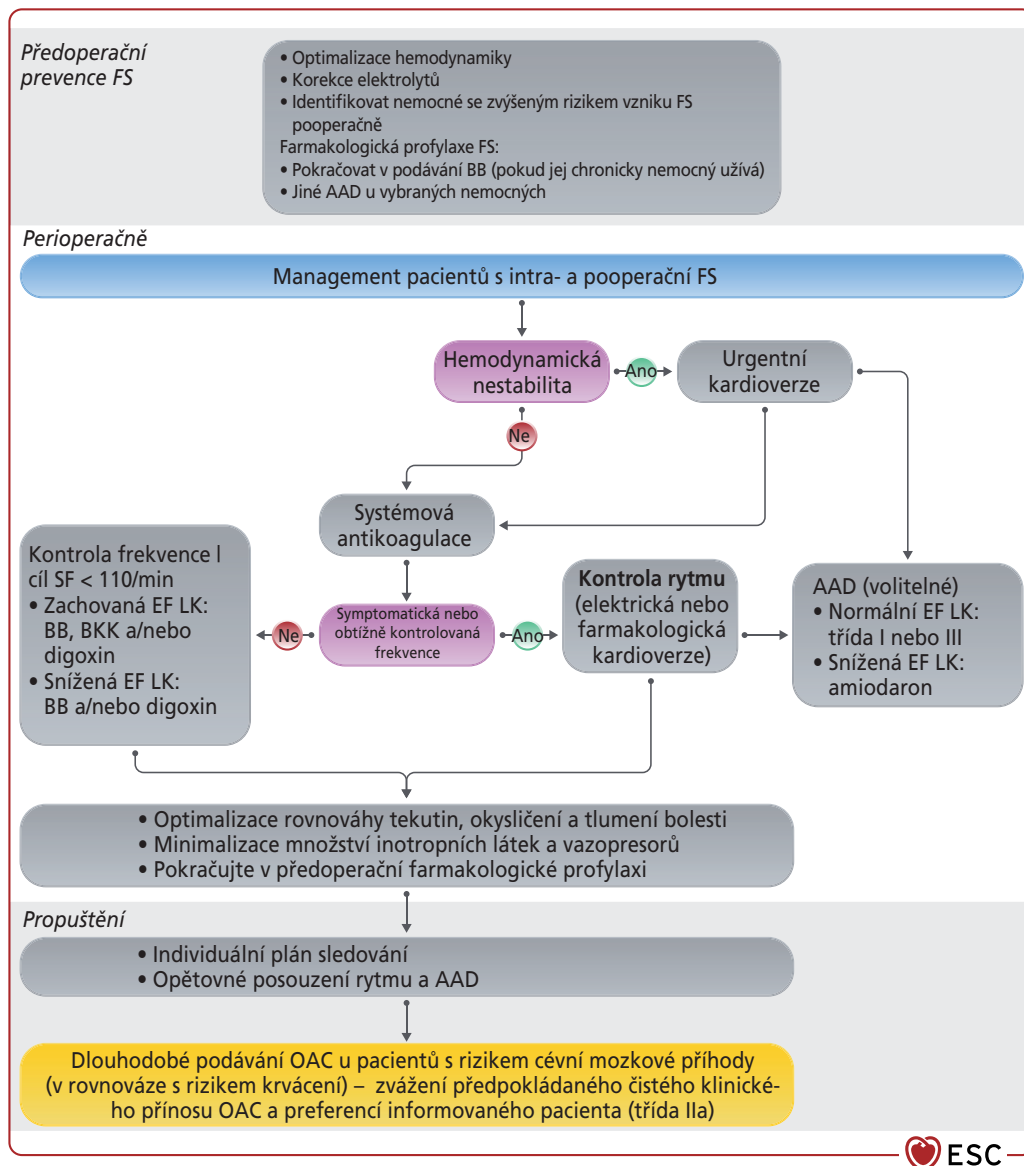 Předoperační
prevence FS
• Optimalizace hemodynamiky
• Korekce elektrolytů
• Identifikovat nemocné se zvýšeným rizikem vzniku FS
pooperačně
Farmakologická profylaxe FS:
• Pokračovat v podávání BB (pokud jej chronicky nemocný užívá)
• Jiné AAD u vybraných nemocných
Perioperačně
Management pacientů s intra- a pooperační FS
Hemodynamická
nestabilita
Ano
Urgentní
kardioverze
Ne
Systémová
antikoagulace
Kontrola frekvence I
cíl SF < 110/min
• Zachovaná EF LK:
BB, BKK a/nebo
digoxin
• Snížená EF LK:
BB a/nebo digoxin
Ne
Symptomatická nebo
obtížně kontrolovaná
frekvence
Ano
Kontrola rytmu
(elektrická nebo
farmakologická
kardioverze)
AAD (volitelné)
• Normální EF LK:
třída I nebo III
• Snížená EF LK:
amiodaron
• Optimalizace rovnováhy tekutin, okysličení a tlumení bolesti
• Minimalizace množství inotropních látek a vazopresorů
• Pokračujte v předoperační farmakologické profylaxi
Propuštění
• Individuální plán sledování
• Opětovné posouzení rytmu a AAD
Dlouhodobé podávání OAC u pacientů s rizikem cévní mozkové příhody
(v rovnováze s rizikem krvácení) – zvážení předpokládaného čistého klinické-
ho přínosu OAC a preferencí informovaného pacienta (třída IIa)
ESC